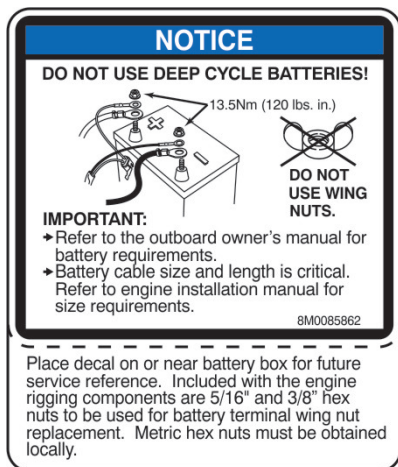 NOTICE
DO NOT USE DEEP CYCLE BATTERIES!
13.5Nm (120 lbs. in.)
DO NOT
USE WING
NUTS.
IMPORTANT:
➔Refer to the outboard owner's manual for
battery requirements.
➔Battery cable size and length is critical.
Refer to engine installation manual for
size requirements.
8M0085862
Place decal on or near battery box for future
service reference. Included with the engine
rigging components are 5/16" and 3/8" hex
nuts to be used for battery terminal wing nut
replacement. Metric hex nuts must be obtained
locally.